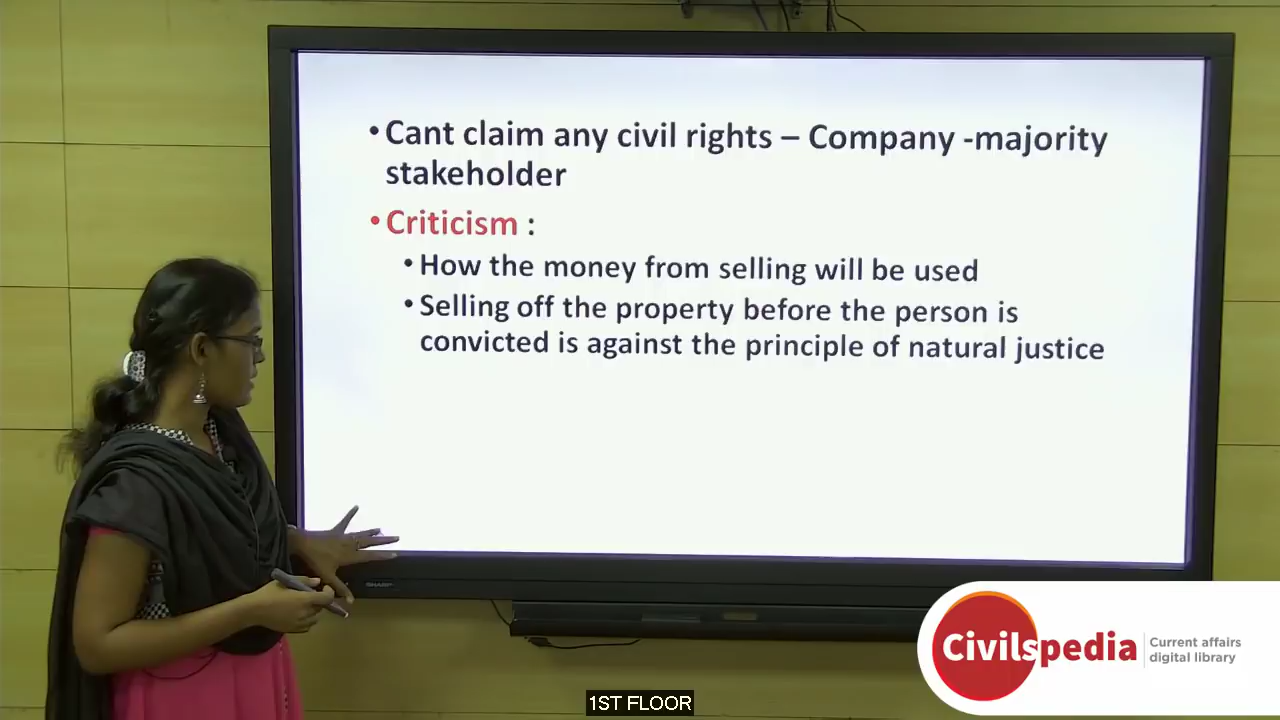 • Cant claim any civil rights – Company -majority
stakeholder
• Criticism :
• How the money from selling will be used
• Selling off the property before the person is
convicted is against the principle of natural justice
SHARP
Civilspedia
Current affairs
digital library
1ST FLOOR